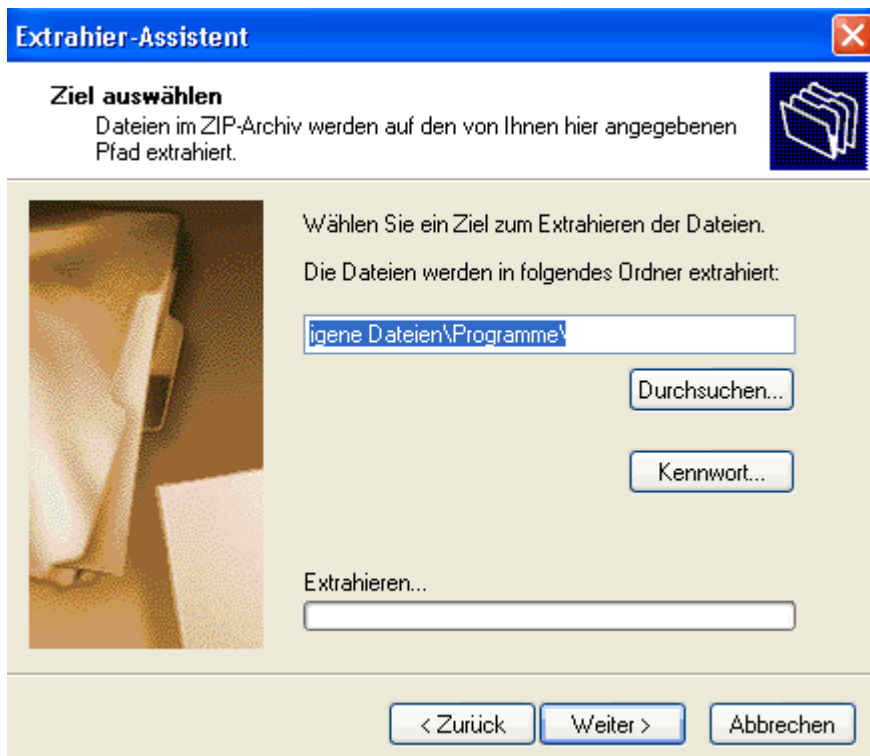 Extrahier-Assistent
Ziel auswählen
Dateien im ZIP-Archiv werden auf den von Ihnen hier angegebenen
Pfad extrahiert.
Wählen Sie ein Ziel zum Extrahieren der Dateien.
Die Dateien werden in folgendes Ordner extrahiert:
igene Dateien\Programme\
Durchsuchen...
Kennwort...
Extrahieren...
< Zurück
Weiter >
Abbrechen